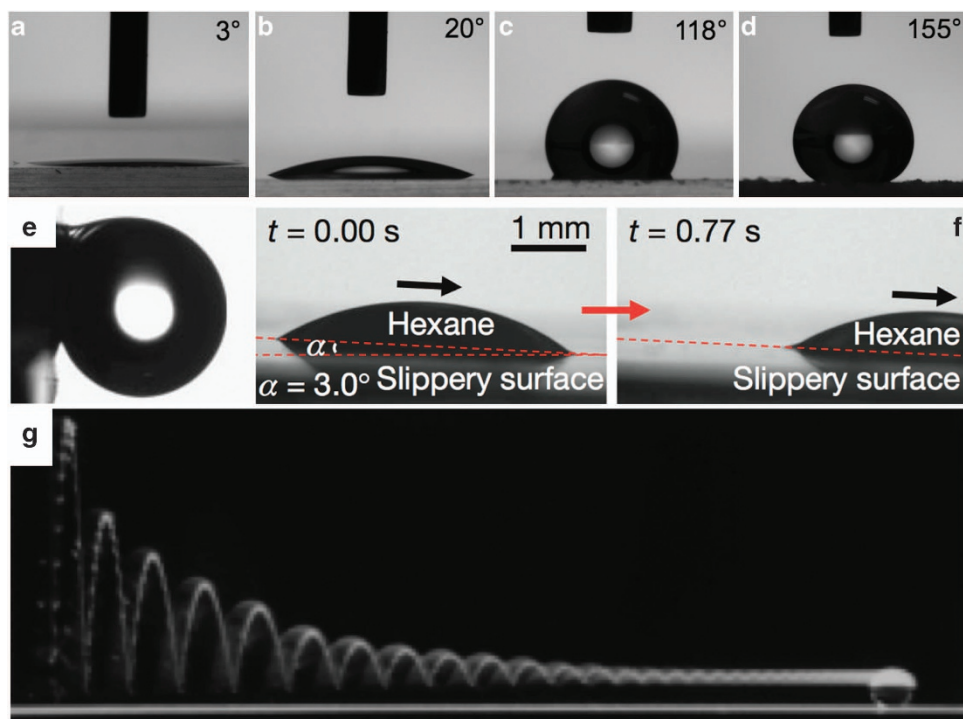 a
3°
b
20°
c
118°
d
155°
e
t = 0.00 s
1 mm
Hexane
α
α = 3.0°
Slippery surface
t = 0.77 s
f
Hexane
Slippery surface
g